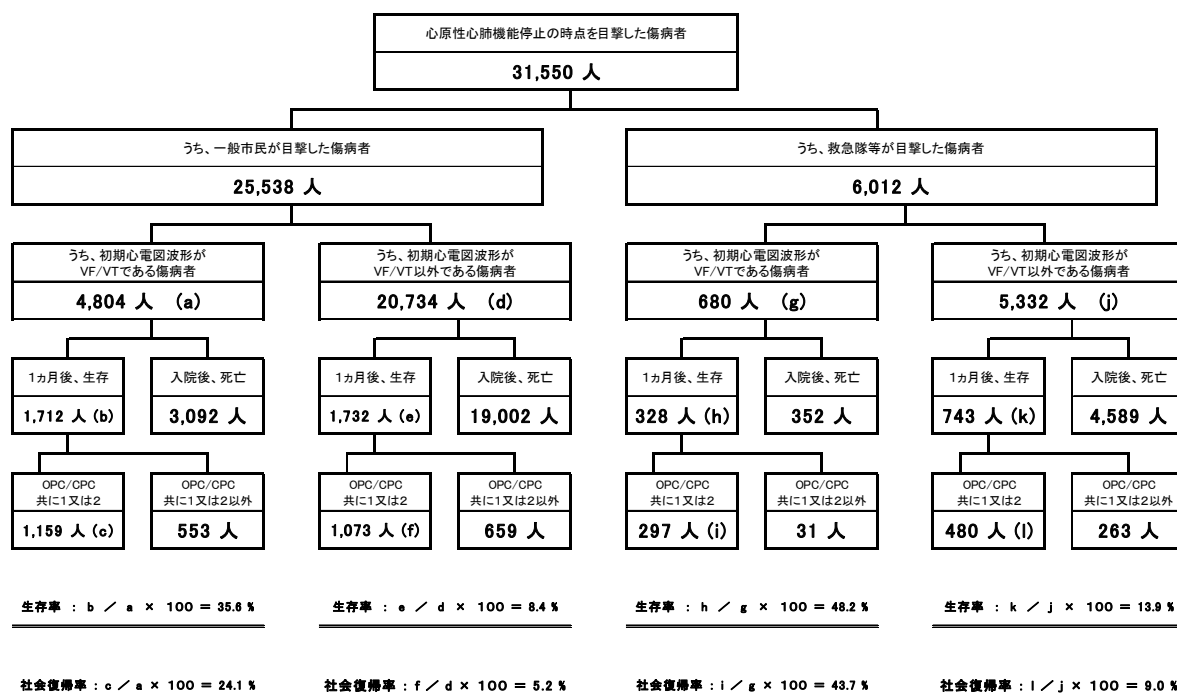 心原性心肺機能停止の時点を目撃した傷病者
31,550 人
うち、一般市民が目撃した傷病者
25,538 人
うち、救急隊等が目撃した傷病者
6,012 人
うち、初期心電図波形が
VF/VTである傷病者
4,804 人 (a)
うち、初期心電図波形が
VF/VT以外である傷病者
20,734 人 (d)
うち、初期心電図波形が
VF/VTである傷病者
680 人 (g)
うち、初期心電図波形が
VF/VT以外である傷病者
5,332 人 (j)
1ヵ月後、生存
1,712 人 (b)
入院後、死亡
3,092 人
1ヵ月後、生存
1,732 人 (e)
入院後、死亡
19,002 人
1ヵ月後、生存
328 人 (h)
入院後、死亡
352 人
1ヵ月後、生存
743 人 (k)
入院後、死亡
4,589 人
OPC/CPC
共に1又は2
1,159 人 (c)
OPC/CPC
共に1又は2以外
553 人
OPC/CPC
共に1又は2
1,073 人 (f)
OPC/CPC
共に1又は2以外
659 人
OPC/CPC
共に1又は2
297 人 (i)
OPC/CPC
共に1又は2以外
31 人
OPC/CPC
共に1又は2
480 人 (l)
OPC/CPC
共に1又は2以外
263 人
生存率 : b / a × 100 = 35.6 %
生存率 : e / d × 100 = 8.4 %
生存率 : h / g × 100 = 48.2 %
生存率 : k / j × 100 = 13.9 %
社会復帰率 : c / a × 100 = 24.1 %
社会復帰率 : f / d × 100 = 5.2 %
社会復帰率 : i / g × 100 = 43.7 %
社会復帰率 : l / j × 100 = 9.0 %